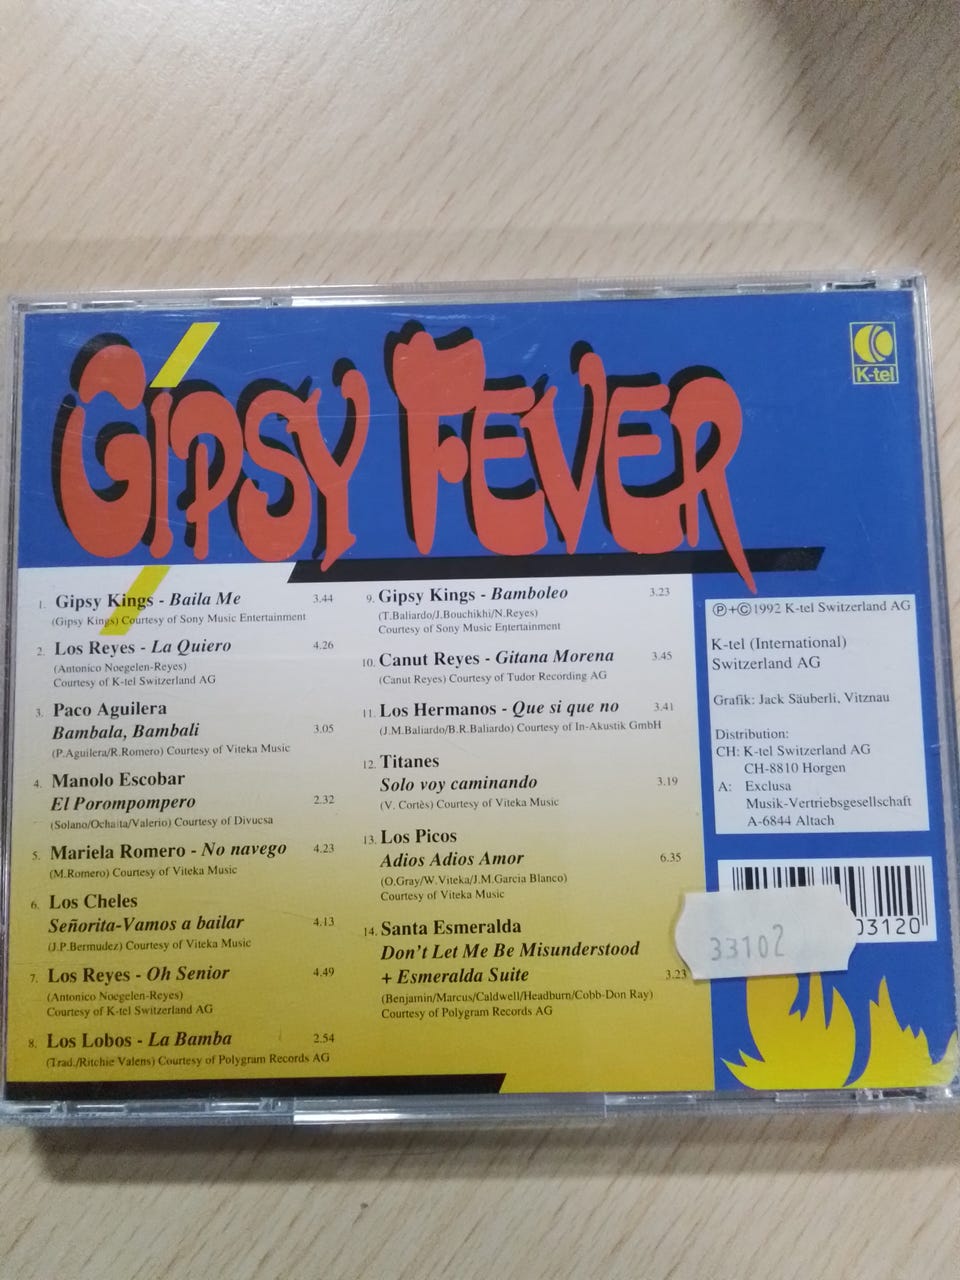 GIPSY FEVER
K-tel
1. Gipsy Kings - Baila Me 3.44
(Gipsy Kings) Courtesy of Sony Music Entertainment
2. Los Reyes - La Quiero 4.26
(Antonico Noegelen-Reyes)
Courtesy of K-tel Switzerland AG
3. Paco Aguilera
Bambala, Bambali 3.05
(P.Aguilera/R.Romero) Courtesy of Viteka Music
4. Manolo Escobar
El Porompompero 2.32
(Solano/Ochaita/Valerio) Courtesy of Divucsa
5. Mariela Romero - No navego 4.23
(M.Romero) Courtesy of Viteka Music
6. Los Cheles
Señorita-Vamos a bailar 4.13
(J.P.Bermudez) Courtesy of Viteka Music
7. Los Reyes - Oh Senior 4.49
(Antonico Noegelen-Reyes)
Courtesy of K-tel Switzerland AG
8. Los Lobos - La Bamba 2.54
(Trad./Ritchie Valens) Courtesy of Polygram Records AG
9. Gipsy Kings - Bamboleo 3.23
(T.Baliardo/J.Bouchikhi/N.Reyes)
Courtesy of Sony Music Entertainment
10. Canut Reyes - Gitana Morena 3.45
(Canut Reyes) Courtesy of Tudor Recording AG
11. Los Hermanos - Que si que no 3.41
(J.M.Baliardo/B.R.Baliardo) Courtesy of In-Akustik GmbH
12. Titanes
Solo voy caminando 3.19
(V. Cortès) Courtesy of Viteka Music
13. Los Picos
Adios Adios Amor 6.35
(O.Gray/W.Viteka/J.M.Garcia Blanco)
Courtesy of Viteka Music
14. Santa Esmeralda
Don't Let Me Be Misunderstood
+ Esmeralda Suite 3.23
(Benjamin/Marcus/Caldwell/Headburn/Cobb-Don Ray)
Courtesy of Polygram Records AG
Ⓟ+© 1992 K-tel Switzerland AG
K-tel (International)
Switzerland AG
Grafik: Jack Säuberli, Vitznau
Distribution:
CH: K-tel Switzerland AG
CH-8810 Horgen
A: Exclusa
Musik-Vertriebsgesellschaft
A-6844 Altach
03120
33102